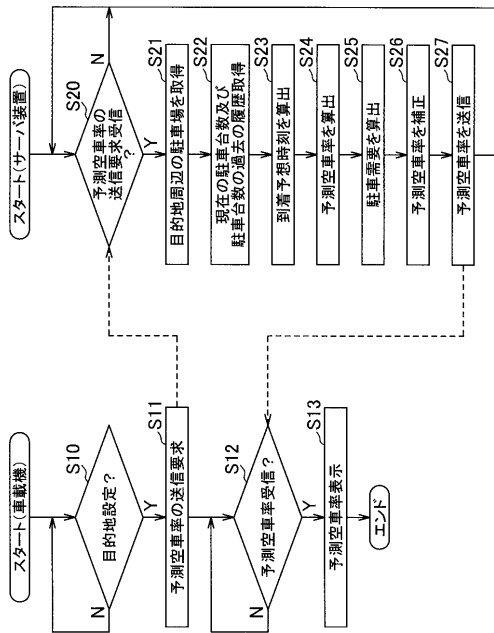 スタート(車載機)
S10
目的地設定?
N
Y
S11
予測空車率の送信要求
S12
予測空車率受信?
N
Y
S13
予測空車率表示
エンド
スタート(サーバ装置)
S20
予測空車率の
送信要求受信
?
N
Y
S21
目的地周辺の駐車場を取得
S22
現在の駐車台数及び
駐車台数の過去の履歴取得
S23
到着予想時刻を算出
S24
予測空車率を算出
S25
駐車需要を算出
S26
予測空車率を補正
S27
予測空車率を送信